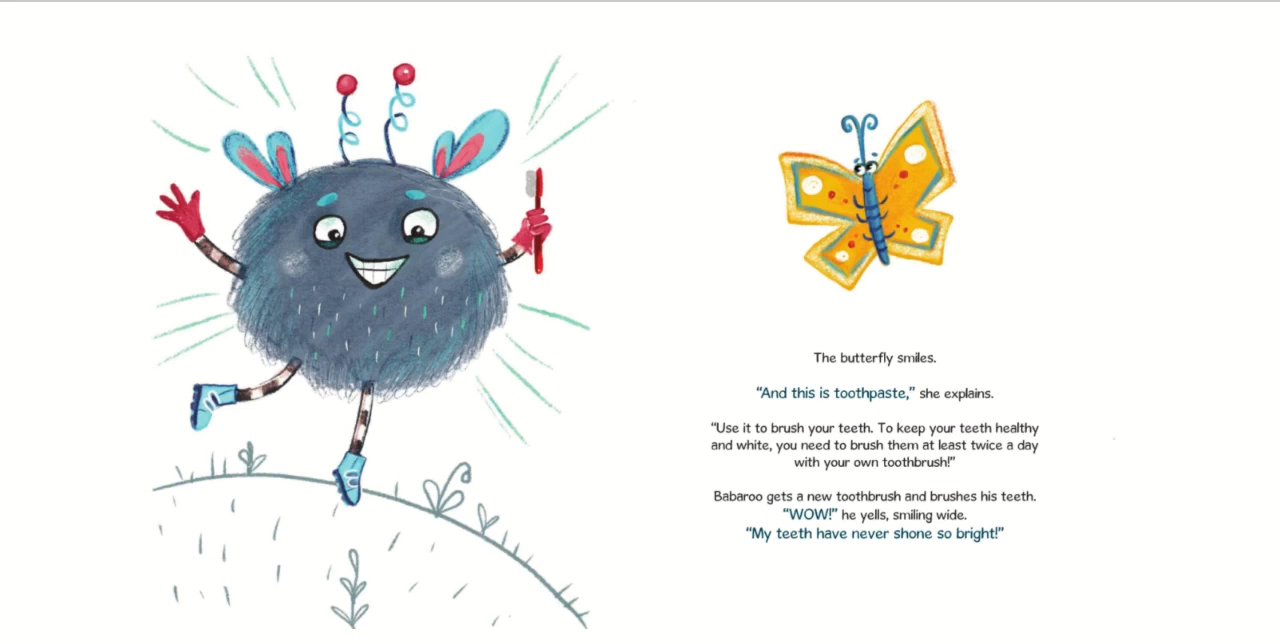 The butterfly smiles.
“And this is toothpaste,” she explains.
“Use it to brush your teeth. To keep your teeth healthy
and white, you need to brush them at least twice a day
with your own toothbrush!”
Babaroo gets a new toothbrush and brushes his teeth.
“WOW!” he yells, smiling wide.
“My teeth have never shone so bright!”